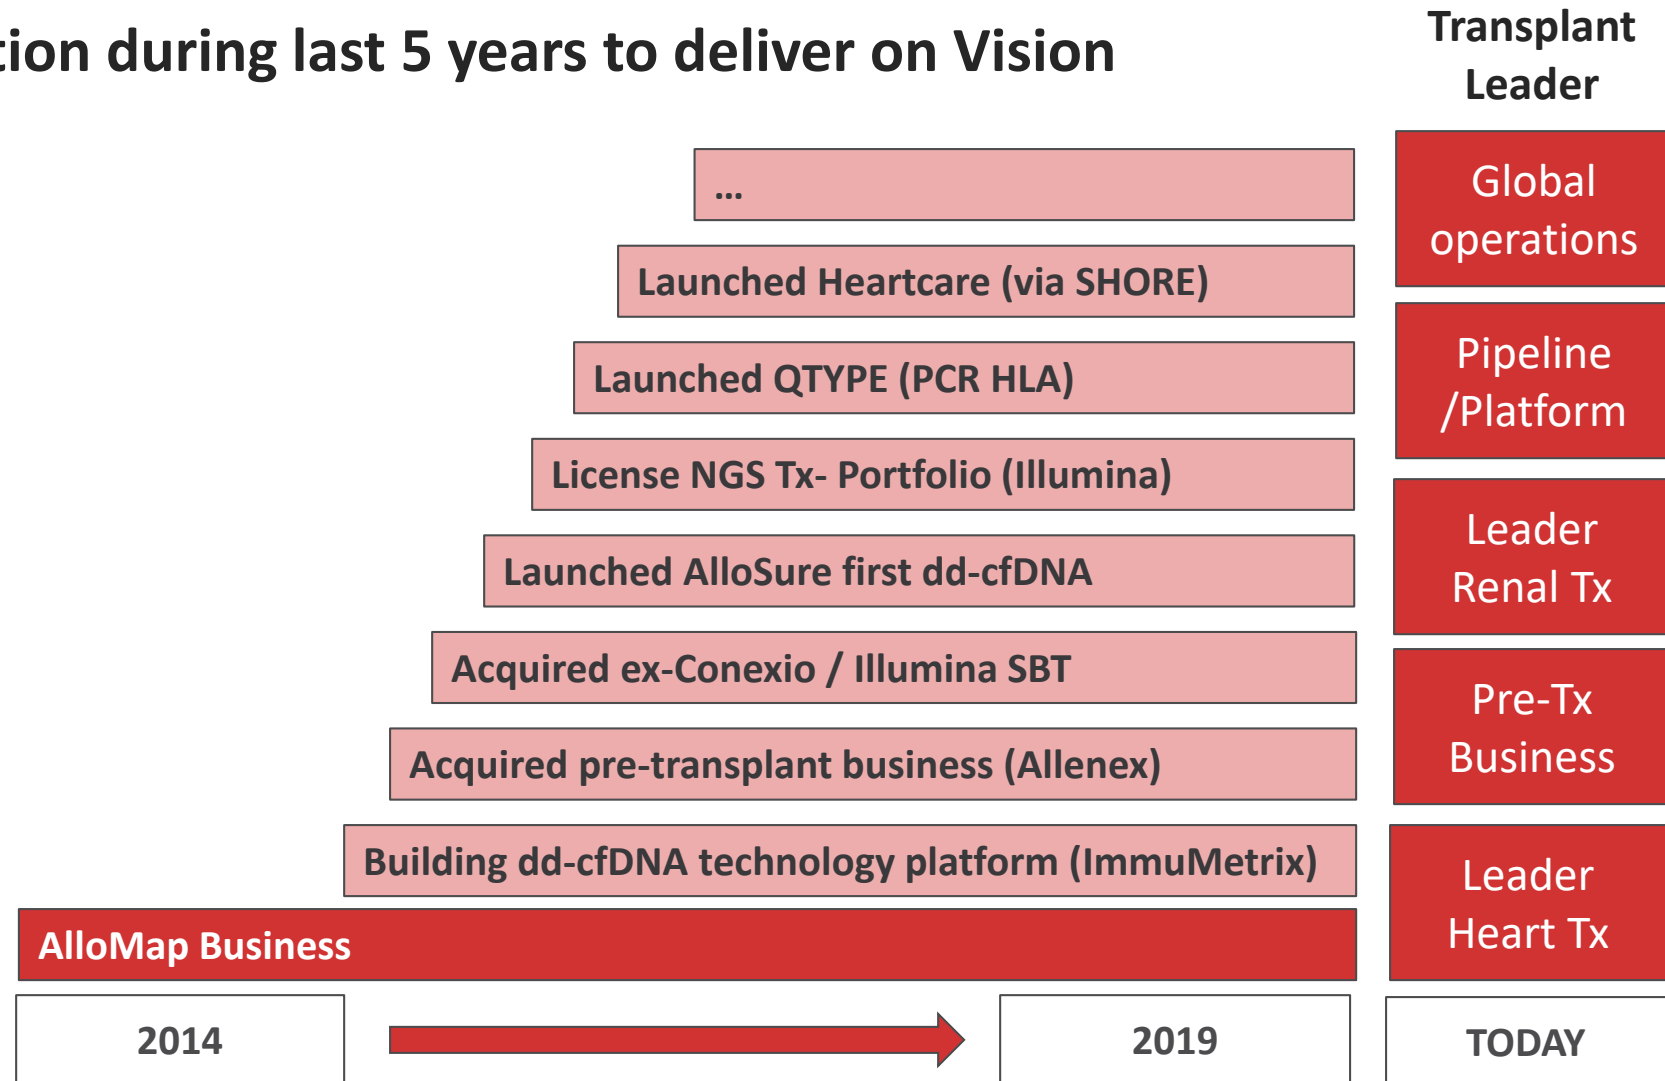 tion during last 5 years to deliver on Vision
Transplant
Leader
...
Launched Heartcare (via SHORE)
Launched QTYPE (PCR HLA)
License NGS Tx- Portfolio (Illumina)
Launched AlloSure first dd-cfDNA
Acquired ex-Conexio / Illumina SBT
Acquired pre-transplant business (Allenex)
Building dd-cfDNA technology platform (ImmuMetrix)
AlloMap Business
Global
operations
Pipeline
/Platform
Leader
Renal Tx
Pre-Tx
Business
Leader
Heart Tx
2014
2019
TODAY